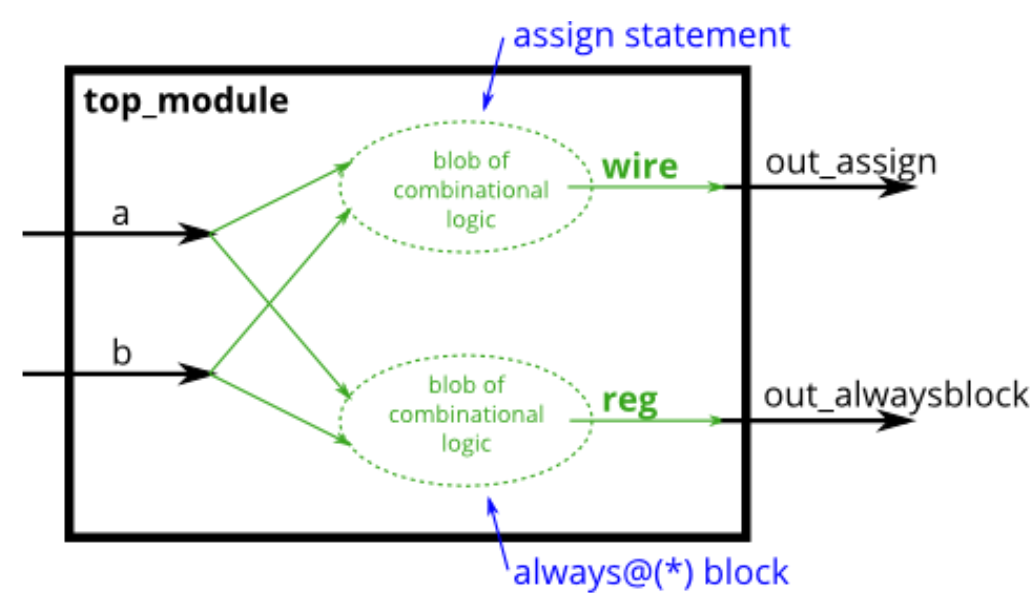 assign statement
top_module
blob of
combinational
logic
wire
out_assign
a
b
blob of
combinational
logic
reg
out_alwaysblock
always@(*) block